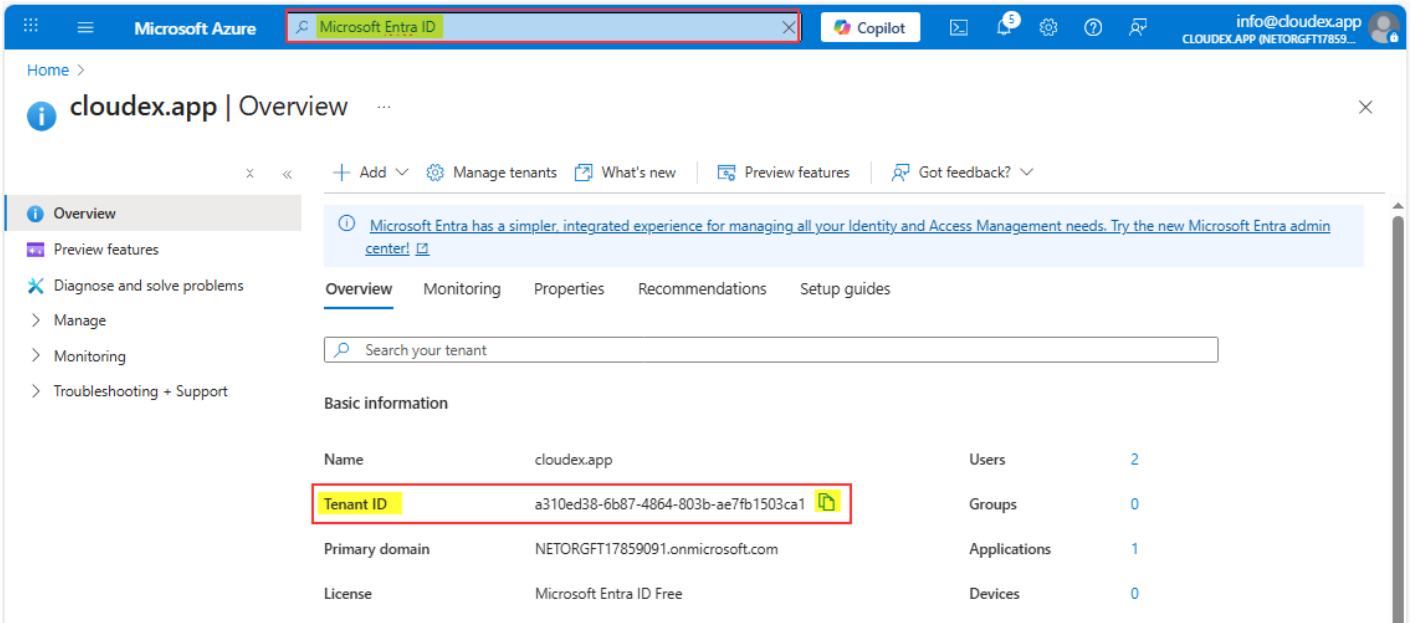 Microsoft Azure
Microsoft Entra ID
Copilot
5
info@cloudex.app
CLOUDEX.APP (NETORGFT17859...
Home >
cloudex.app | Overview ...
Add
Manage tenants
What's new
Preview features
Got feedback?
Overview
Preview features
Diagnose and solve problems
Manage
Monitoring
Troubleshooting + Support
Microsoft Entra has a simpler, integrated experience for managing all your Identity and Access Management needs. Try the new Microsoft Entra admin
center!
Overview Monitoring Properties Recommendations Setup guides
Search your tenant
Basic information
Name cloudex.app Users 2
Tenant ID a310ed38-6b87-4864-803b-ae7fb1503ca1 Groups 0
Primary domain NETORGFT17859091.onmicrosoft.com Applications 1
License Microsoft Entra ID Free Devices 0